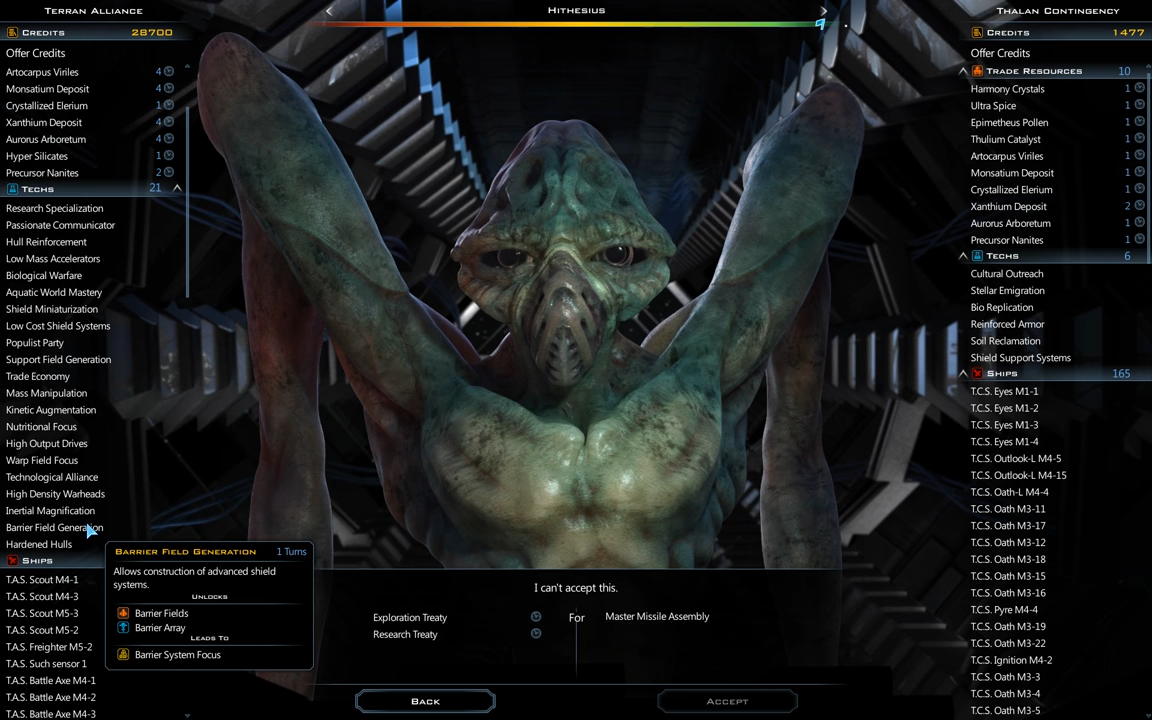 TERRAN ALLIANCE
CREDITS 28700
Offer Credits
Artocarpus Viriles 4
Monsatium Deposit 4
Crystallized Elerium 1
Xanthium Deposit 4
Aurorus Arboretum 4
Hyper Silicates 1
Precursor Nanites 2
TECHS 21
Research Specialization
Passionate Communicator
Hull Reinforcement
Low Mass Accelerators
Biological Warfare
Aquatic World Mastery
Shield Miniaturization
Low Cost Shield Systems
Populist Party
Support Field Generation
Trade Economy
Mass Manipulation
Kinetic Augmentation
Nutritional Focus
High Output Drives
Warp Field Focus
Technological Alliance
High Density Warheads
Inertial Magnification
Barrier Field Generation
Hardened Hulls
SHIPS
T.A.S. Scout M4-1
T.A.S. Scout M4-3
T.A.S. Scout M5-3
T.A.S. Scout M5-2
T.A.S. Freighter M5-2
T.A.S. Such sensor 1
T.A.S. Battle Axe M4-1
T.A.S. Battle Axe M4-2
T.A.S. Battle Axe M4-3
BARRIER FIELD GENERATION 1 Turns
Allows construction of advanced shield
systems.
UNLOCKS
Barrier Fields
Barrier Array
LEADS TO
Barrier System Focus
HITHESIUS
I can't accept this.
Exploration Treaty For Master Missile Assembly
Research Treaty
BACK ACCEPT
THALAN CONTINGENCY
CREDITS 1477
Offer Credits
TRADE RESOURCES 10
Harmony Crystals 1
Ultra Spice 1
Epimetheus Pollen 1
Thulium Catalyst 1
Artocarpus Viriles 1
Monsatium Deposit 1
Crystallized Elerium 1
Xanthium Deposit 2
Aurorus Arboretum 1
Precursor Nanites 1
TECHS 6
Cultural Outreach
Stellar Emigration
Bio Replication
Reinforced Armor
Soil Reclamation
Shield Support Systems
SHIPS 165
T.C.S. Eyes M1-1
T.C.S. Eyes M1-2
T.C.S. Eyes M1-3
T.C.S. Eyes M1-4
T.C.S. Outlook-L M4-5
T.C.S. Outlook-L M4-15
T.C.S. Oath-L M4-4
T.C.S. Oath M3-11
T.C.S. Oath M3-17
T.C.S. Oath M3-12
T.C.S. Oath M3-18
T.C.S. Oath M3-15
T.C.S. Oath M3-16
T.C.S. Pyre M4-4
T.C.S. Oath M3-19
T.C.S. Oath M3-22
T.C.S. Ignition M4-2
T.C.S. Oath M3-3
T.C.S. Oath M3-4
T.C.S. Oath M3-5